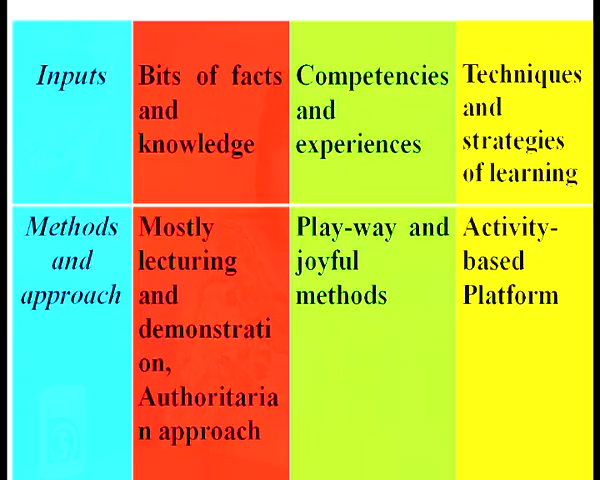 Inputs
Bits of facts
and
knowledge
Competencies
and
experiences
Techniques
and
strategies
of learning
Methods
and
approach
Mostly
lecturing
and
demonstrati
on,
Authoritaria
n approach
Play-way and
joyful
methods
Activity-
based
Platform